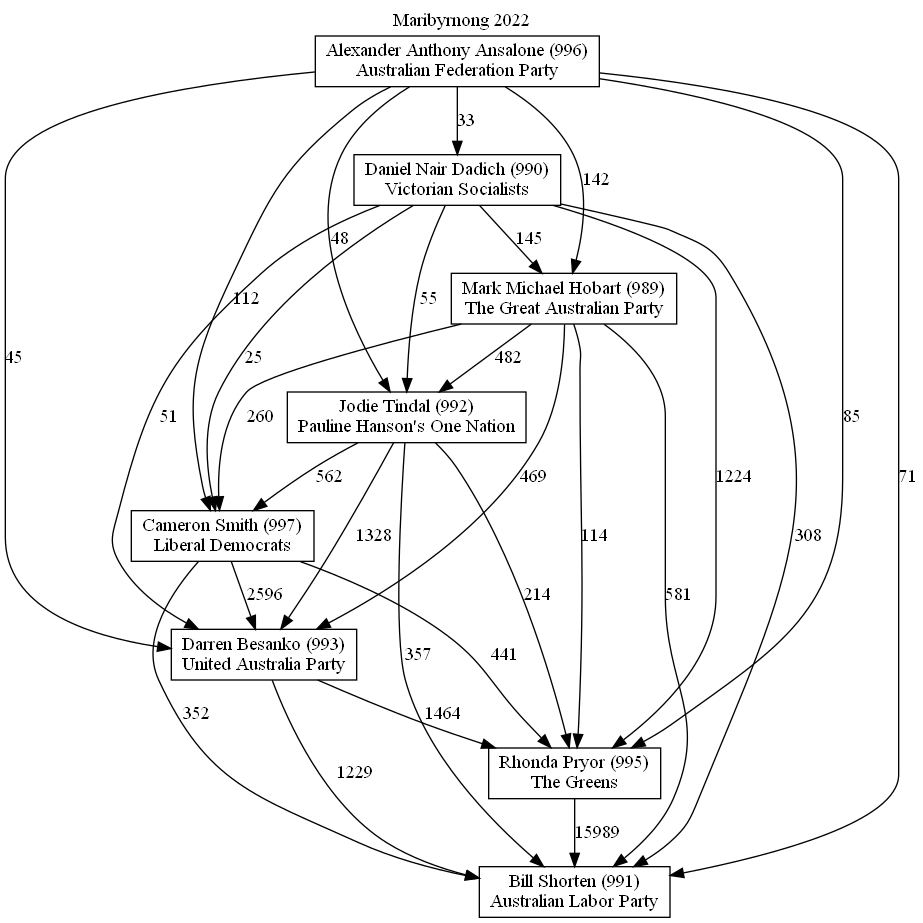 Maribyrnong 2022
Alexander Anthony Ansalone (996)
Australian Federation Party
33
Daniel Nair Dadich (990)
Victorian Socialists
142
48
145
Mark Michael Hobart (989)
The Great Australian Party
112
55
45
25
482
Jodie Tindal (992)
Pauline Hanson's One Nation
51
260
85
562
469
1224
71
Cameron Smith (997)
Liberal Democrats
1328
114
308
2596
214
581
Darren Besanko (993)
United Australia Party
357
441
352
1464
Rhonda Pryor (995)
The Greens
1229
15989
Bill Shorten (991)
Australian Labor Party